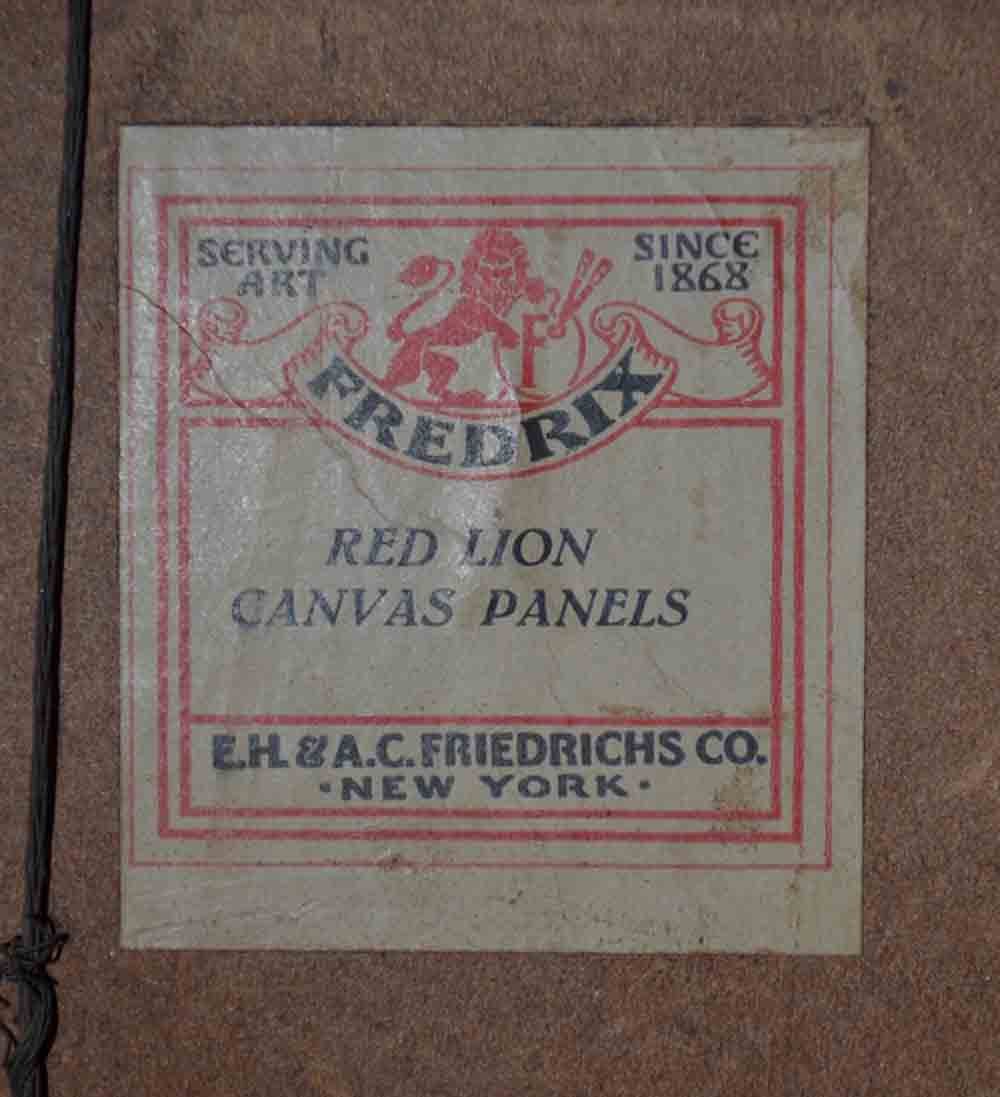 SERVING
ART
SINCE
1868
F
FREDRIX
RED LION
CANVAS PANELS
E.H. & A.C. FRIEDRICHS CO.
·NEW YORK·